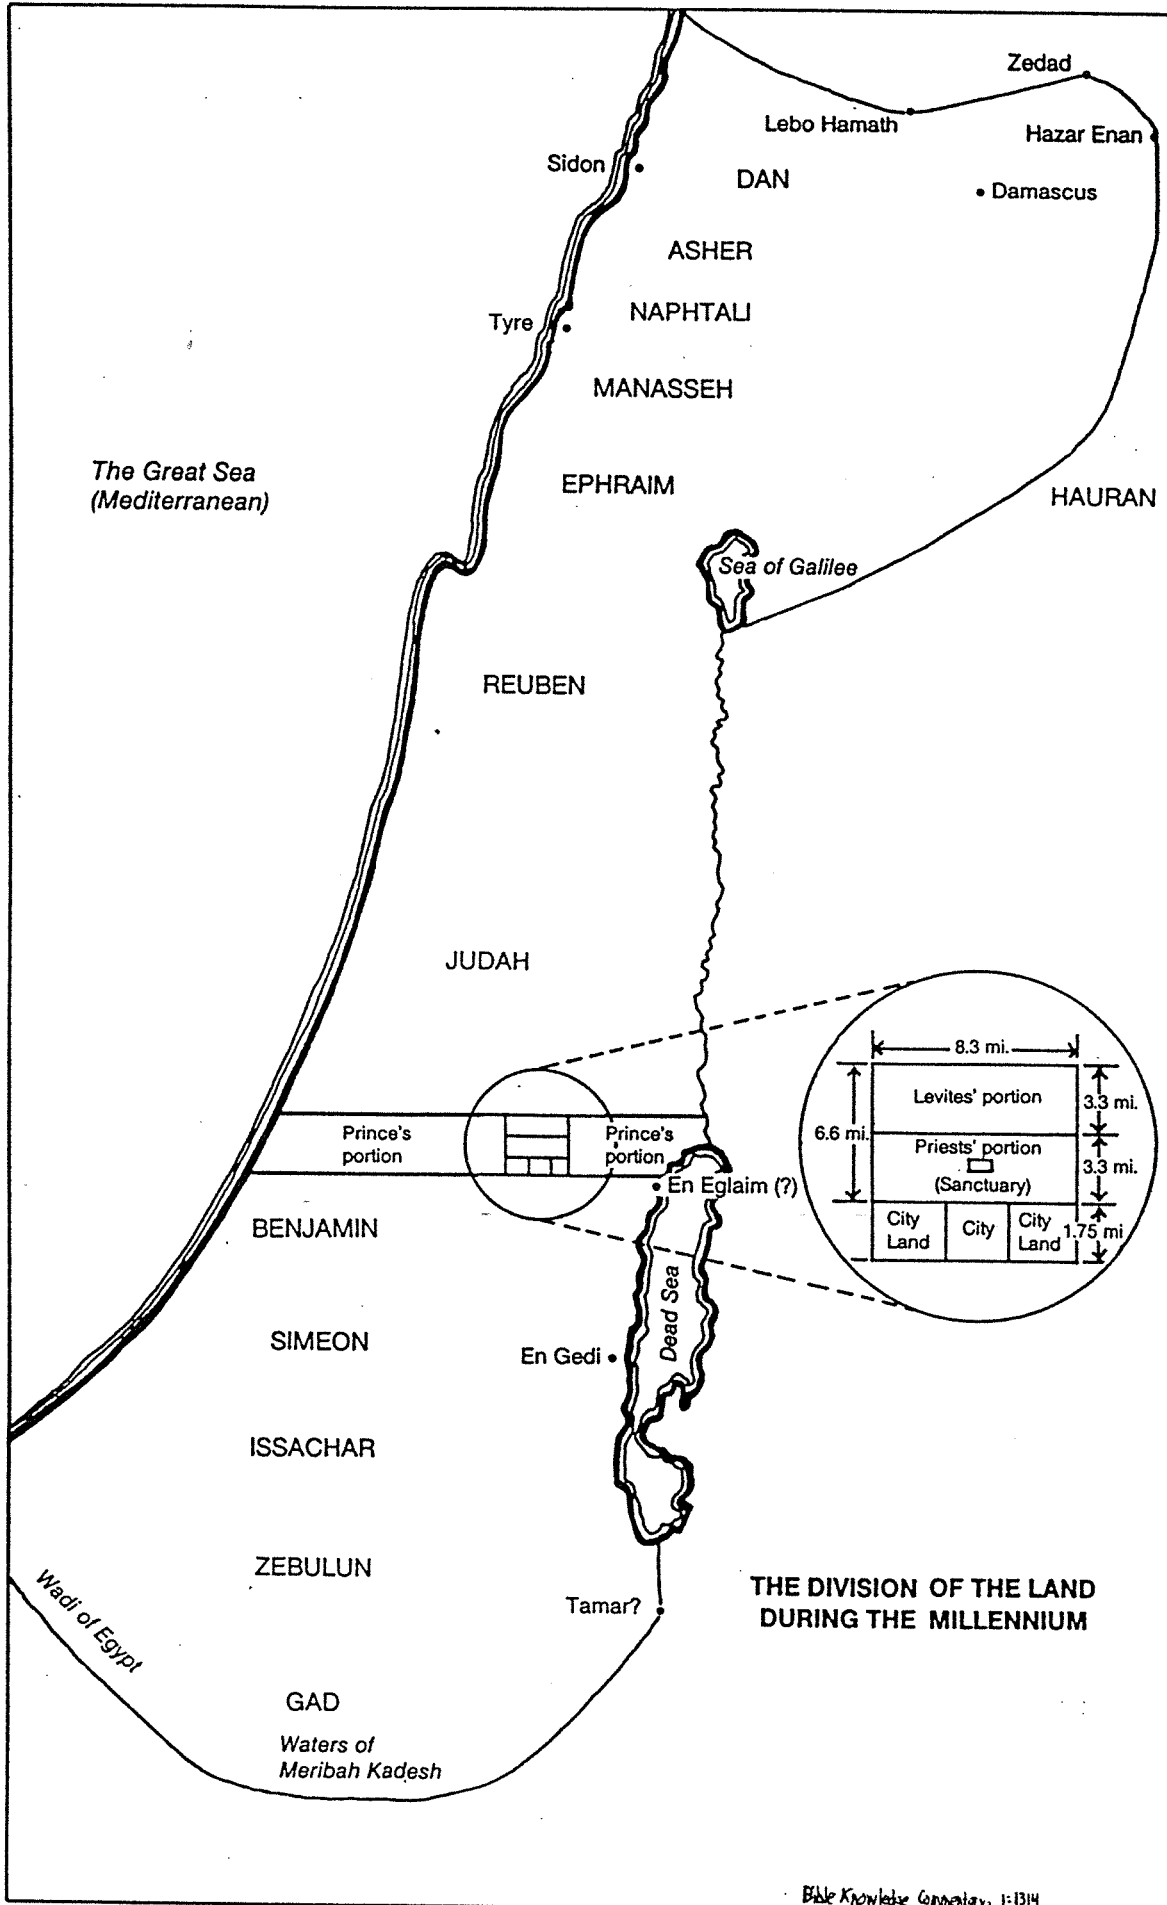 Zedad
Lebo Hamath
Hazar Enan
Sidon
DAN
Damascus
ASHER
NAPHTALI
Tyre
MANASSEH
The Great Sea
(Mediterranean)
EPHRAIM
HAURAN
Sea of Galilee
REUBEN
JUDAH
8.3 mi.
Levites' portion
3.3 mi.
6.6 mi.
Priests' portion
3.3 mi.
(Sanctuary)
City
Land
City
City
Land
1.75 mi
Prince's
portion
Prince's
portion
En Eglaim (?)
BENJAMIN
Dead Sea
SIMEON
En Gedi
ISSACHAR
ZEBULUN
Wadi of Egypt
Tamar?
THE DIVISION OF THE LAND
DURING THE MILLENNIUM
GAD
Waters of
Meribah Kadesh
Bible Knowledge Commentary, 1:1314